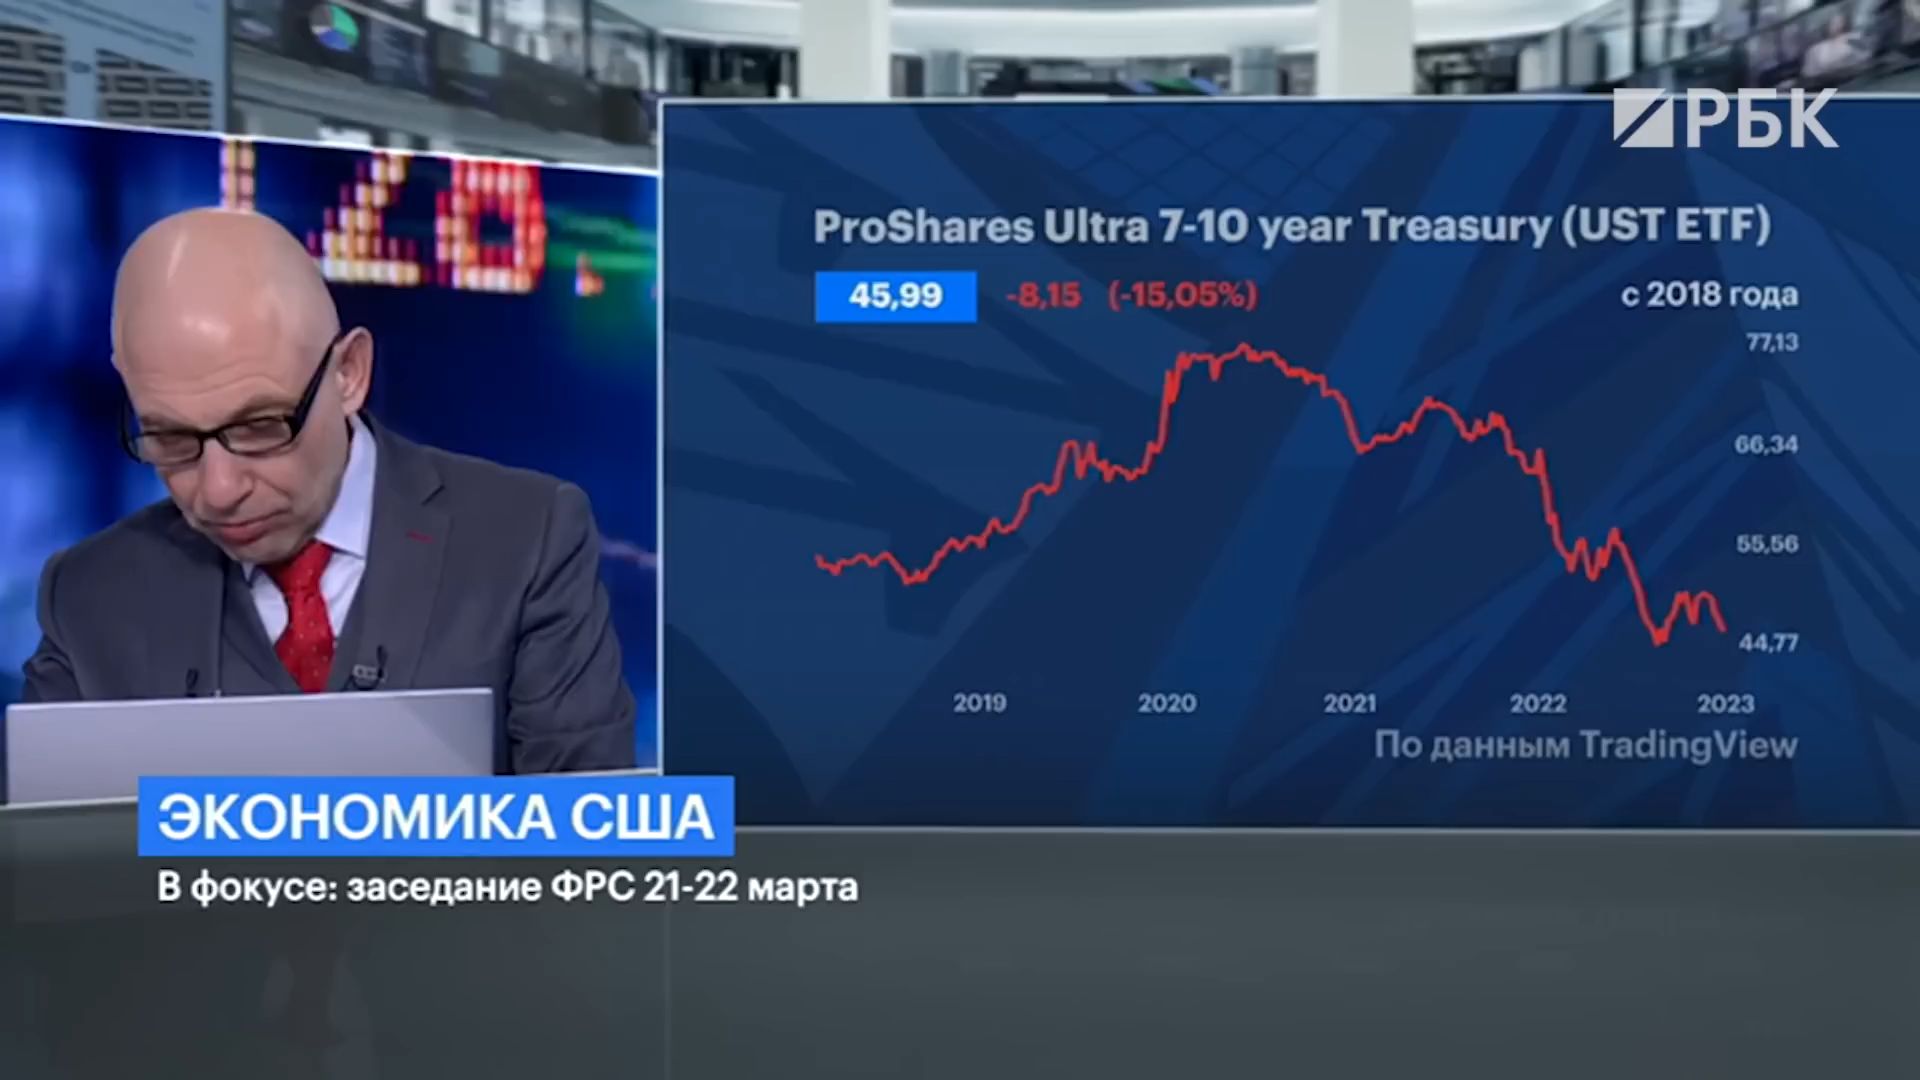 РБК
128
ProShares Ultra 7-10 year Treasury (UST ETF)
45,99 -8,15 (-15,05%) с 2018 года
77,13
66,34
55,56
44,77
2019 2020 2021 2022 2023
По данным TradingView
ЭКОНОМИКА США
В фокусе: заседание ФРС 21-22 марта